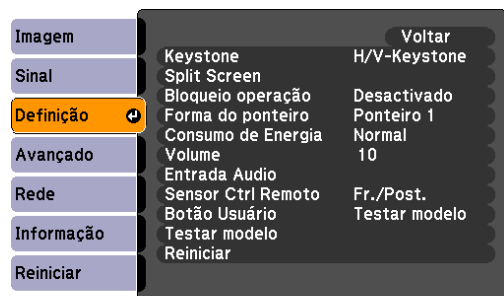 Imagem
Sinal
Definição
Avançado
Rede
Informação
Reiniciar
Voltar
Keystone H/V-Keystone
Split Screen
Bloqueio operação Desactivado
Forma do ponteiro Ponteiro 1
Consumo de Energia Normal
Volume 10
Entrada Audio
Sensor Ctrl Remoto Fr./Post.
Botão Usuário Testar modelo
Testar modelo
Reiniciar